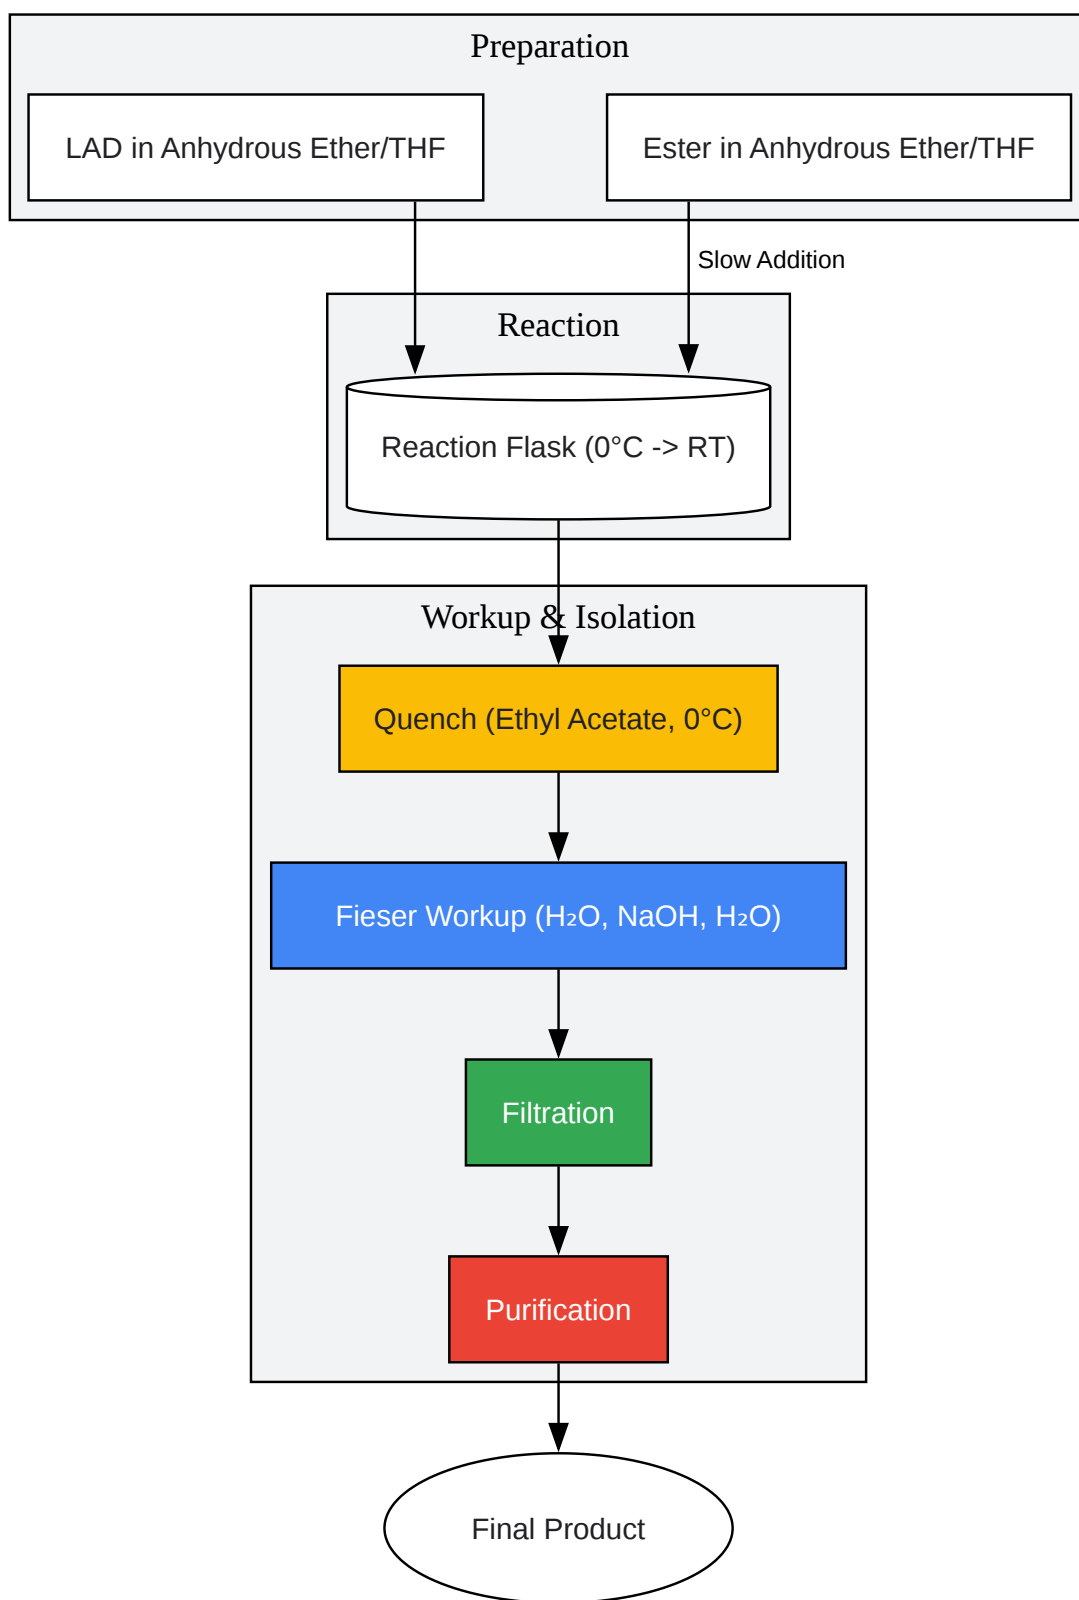 Preparation
LAD in Anhydrous Ether/THF
Ester in Anhydrous Ether/THF
Slow Addition
Reaction
Reaction Flask (0°C -> RT)
Workup & Isolation
Quench (Ethyl Acetate, 0°C)
Fieser Workup (H₂O, NaOH, H₂O)
Filtration
Purification
Final Product